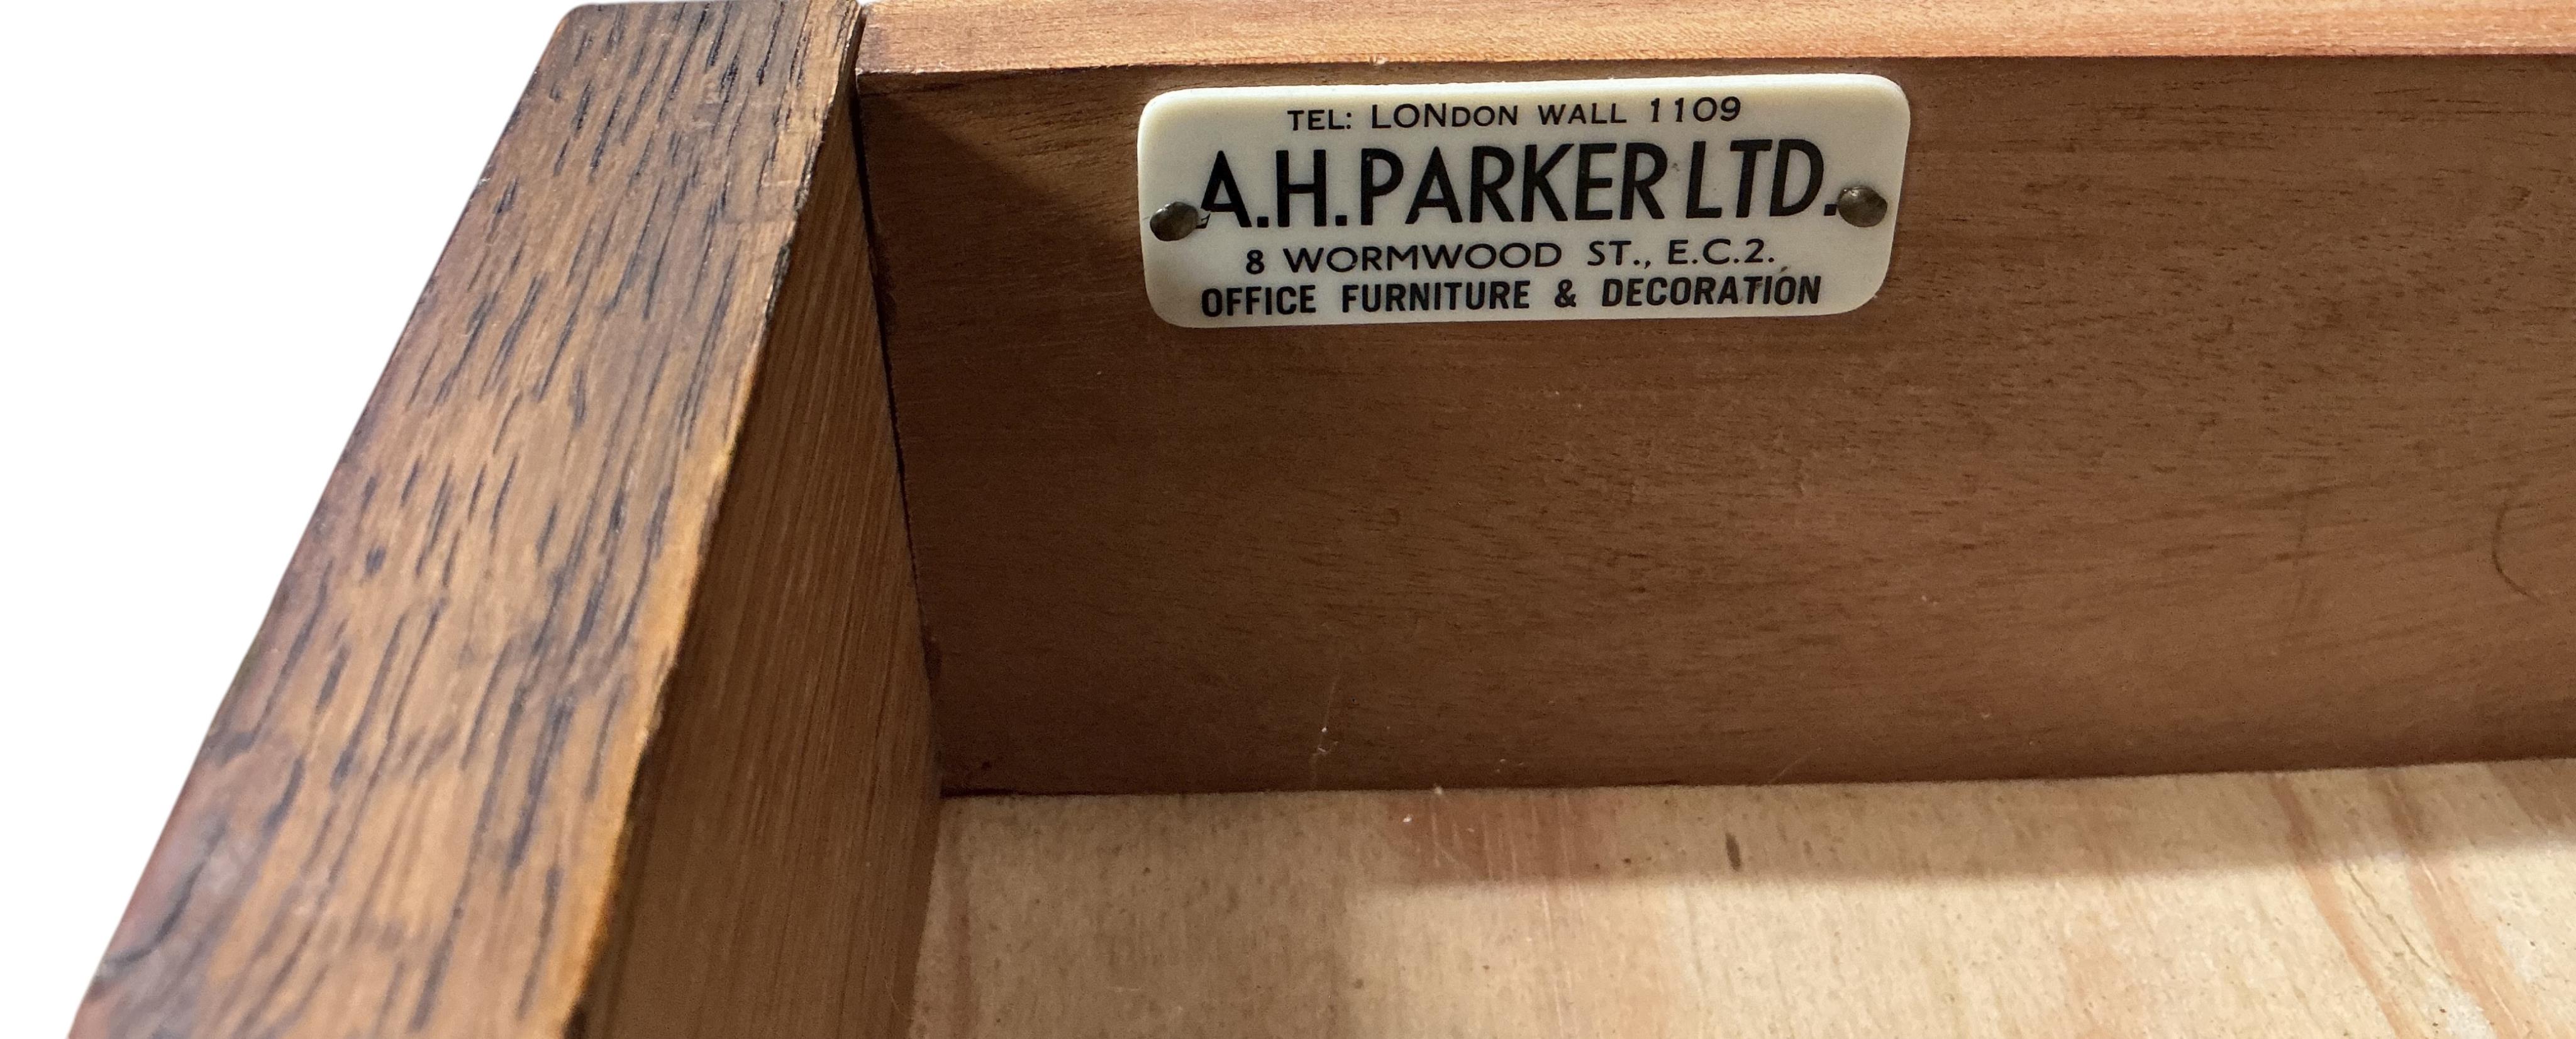 TEL: LONDON WALL 1109
A.H.PARKER LTD.
8 WORMWOOD ST., E.C.2.
OFFICE FURNITURE & DECORATION